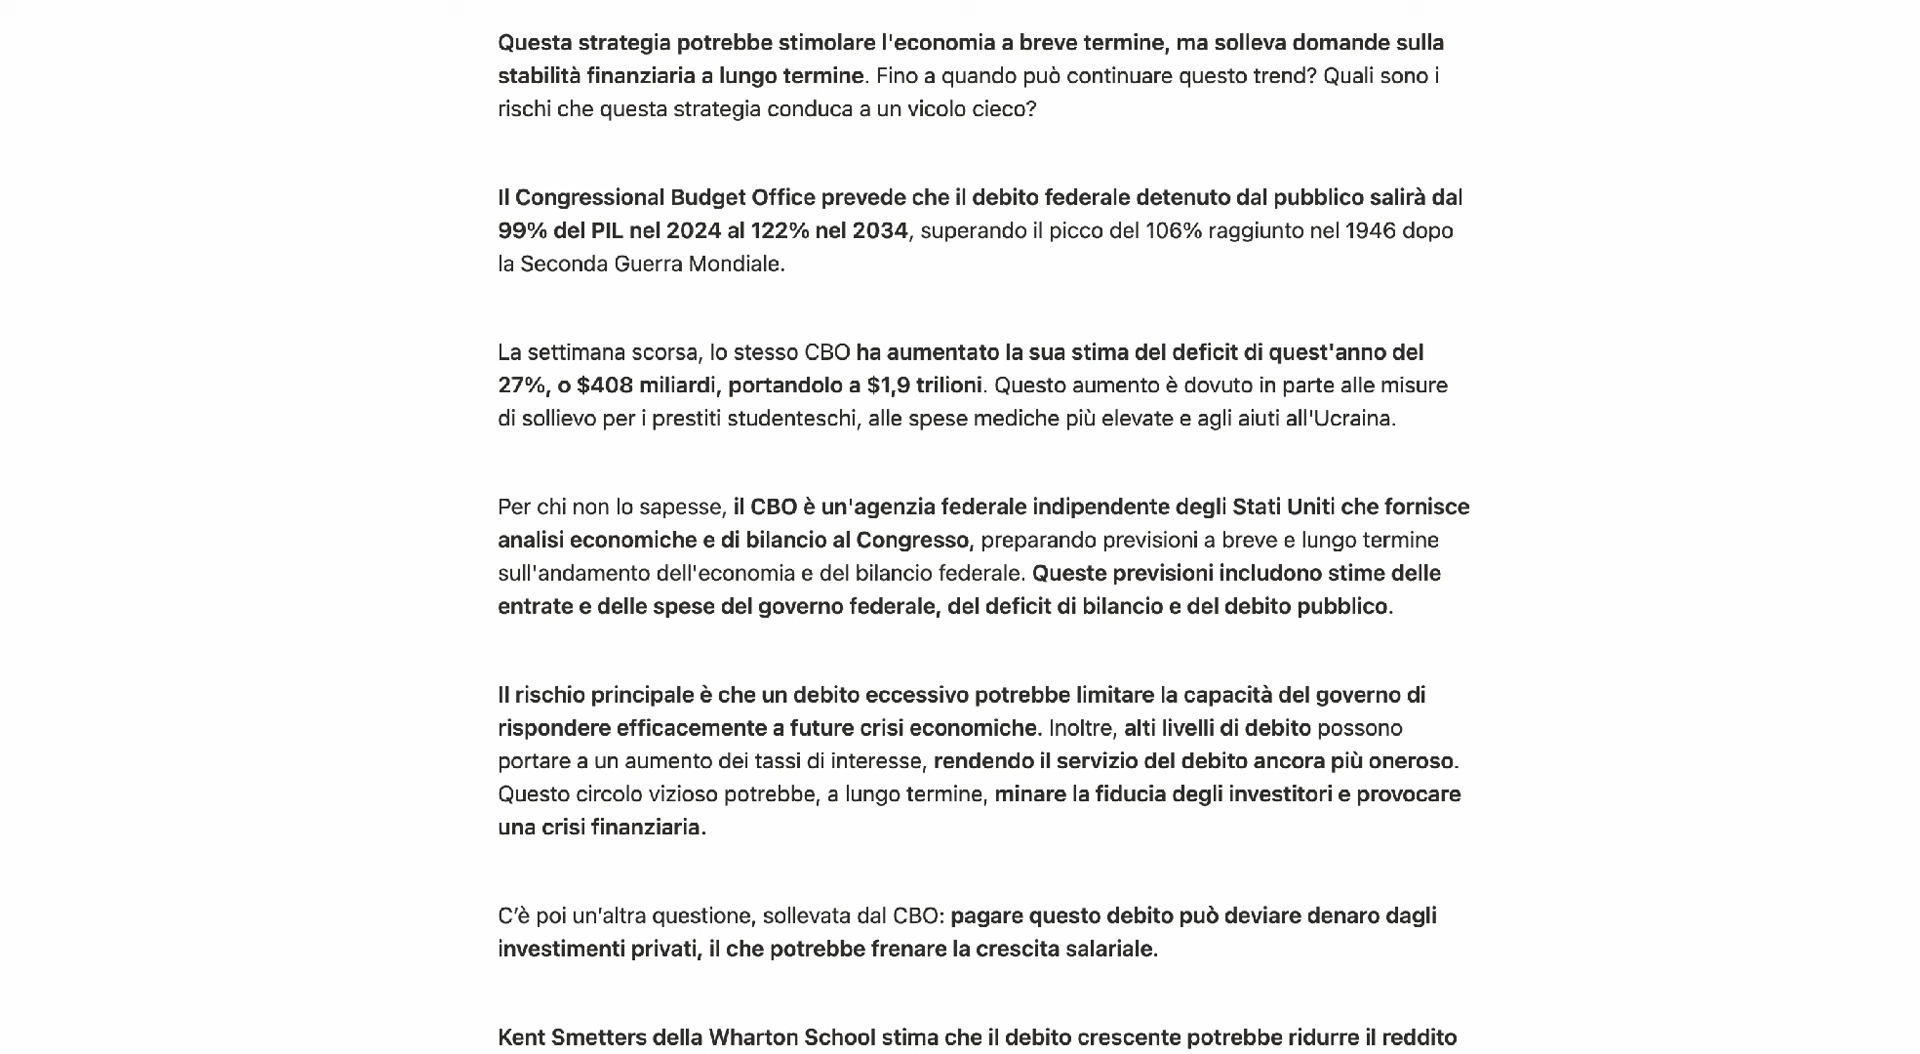 Questa strategia potrebbe stimolare l'economia a breve termine, ma solleva domande sulla
stabilità finanziaria a lungo termine. Fino a quando può continuare questo trend? Quali sono i
rischi che questa strategia conduca a un vicolo cieco?
Il Congressional Budget Office prevede che il debito federale detenuto dal pubblico salirà dal
99% del PIL nel 2024 al 122% nel 2034, superando il picco del 106% raggiunto nel 1946 dopo
la Seconda Guerra Mondiale.
La settimana scorsa, lo stesso CBO ha aumentato la sua stima del deficit di quest'anno del
27%, o $408 miliardi, portandolo a $1,9 trilioni. Questo aumento è dovuto in parte alle misure
di sollievo per i prestiti studenteschi, alle spese mediche più elevate e agli aiuti all'Ucraina.
Per chi non lo sapesse, il CBO è un'agenzia federale indipendente degli Stati Uniti che fornisce
analisi economiche e di bilancio al Congresso, preparando previsioni a breve e lungo termine
sull'andamento dell'economia e del bilancio federale. Queste previsioni includono stime delle
entrate e delle spese del governo federale, del deficit di bilancio e del debito pubblico.
Il rischio principale è che un debito eccessivo potrebbe limitare la capacità del governo di
rispondere efficacemente a future crisi economiche. Inoltre, alti livelli di debito possono
portare a un aumento dei tassi di interesse, rendendo il servizio del debito ancora più oneroso.
Questo circolo vizioso potrebbe, a lungo termine, minare la fiducia degli investitori e provocare
una crisi finanziaria.
C'è poi un'altra questione, sollevata dal CBO: pagare questo debito può deviare denaro dagli
investimenti privati, il che potrebbe frenare la crescita salariale.
Kent Smetters della Wharton School stima che il debito crescente potrebbe ridurre il reddito